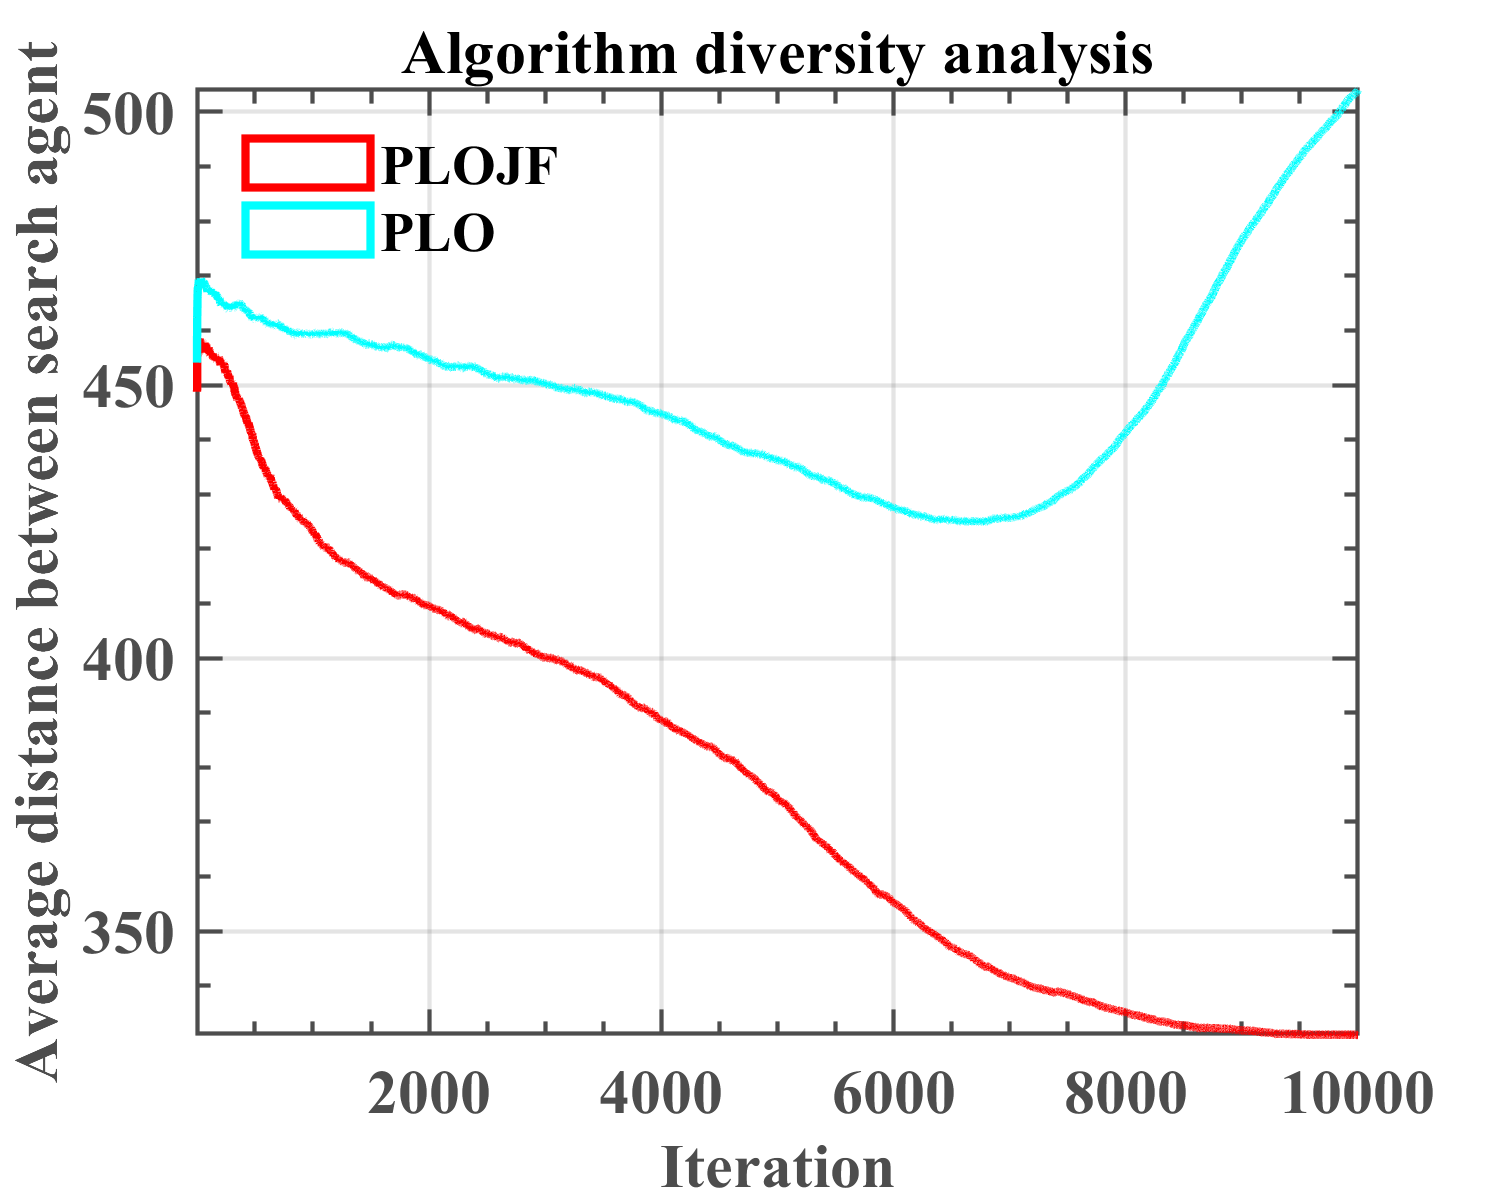 Algorithm diversity analysis
Average distance between search agent
500
450
400
350
PLOJF
PLO
2000 4000 6000 8000 10000
Iteration